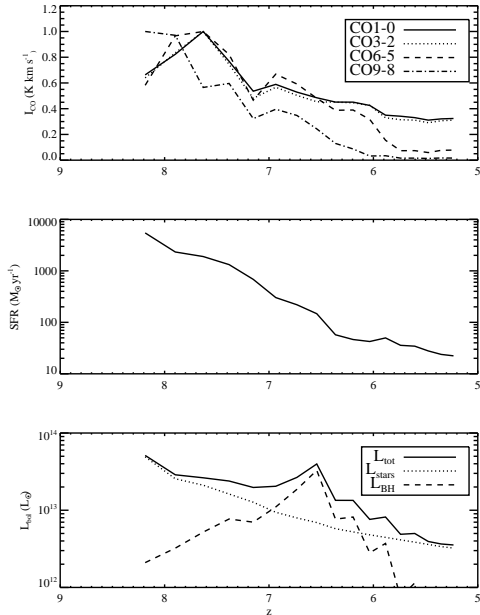 1.2
1.0
0.8
0.6
0.4
0.2
0.0
I_CO (K km s^-1)
CO1-0
CO3-2
CO6-5
CO9-8
9 8 7 6 5
10000
1000
100
10
SFR (M_⊙ yr^-1)
9 8 7 6 5
10^14
10^13
10^12
L_bol (L_⊙)
L_tot
L_stars
L_BH
9 8 7 6 5
z